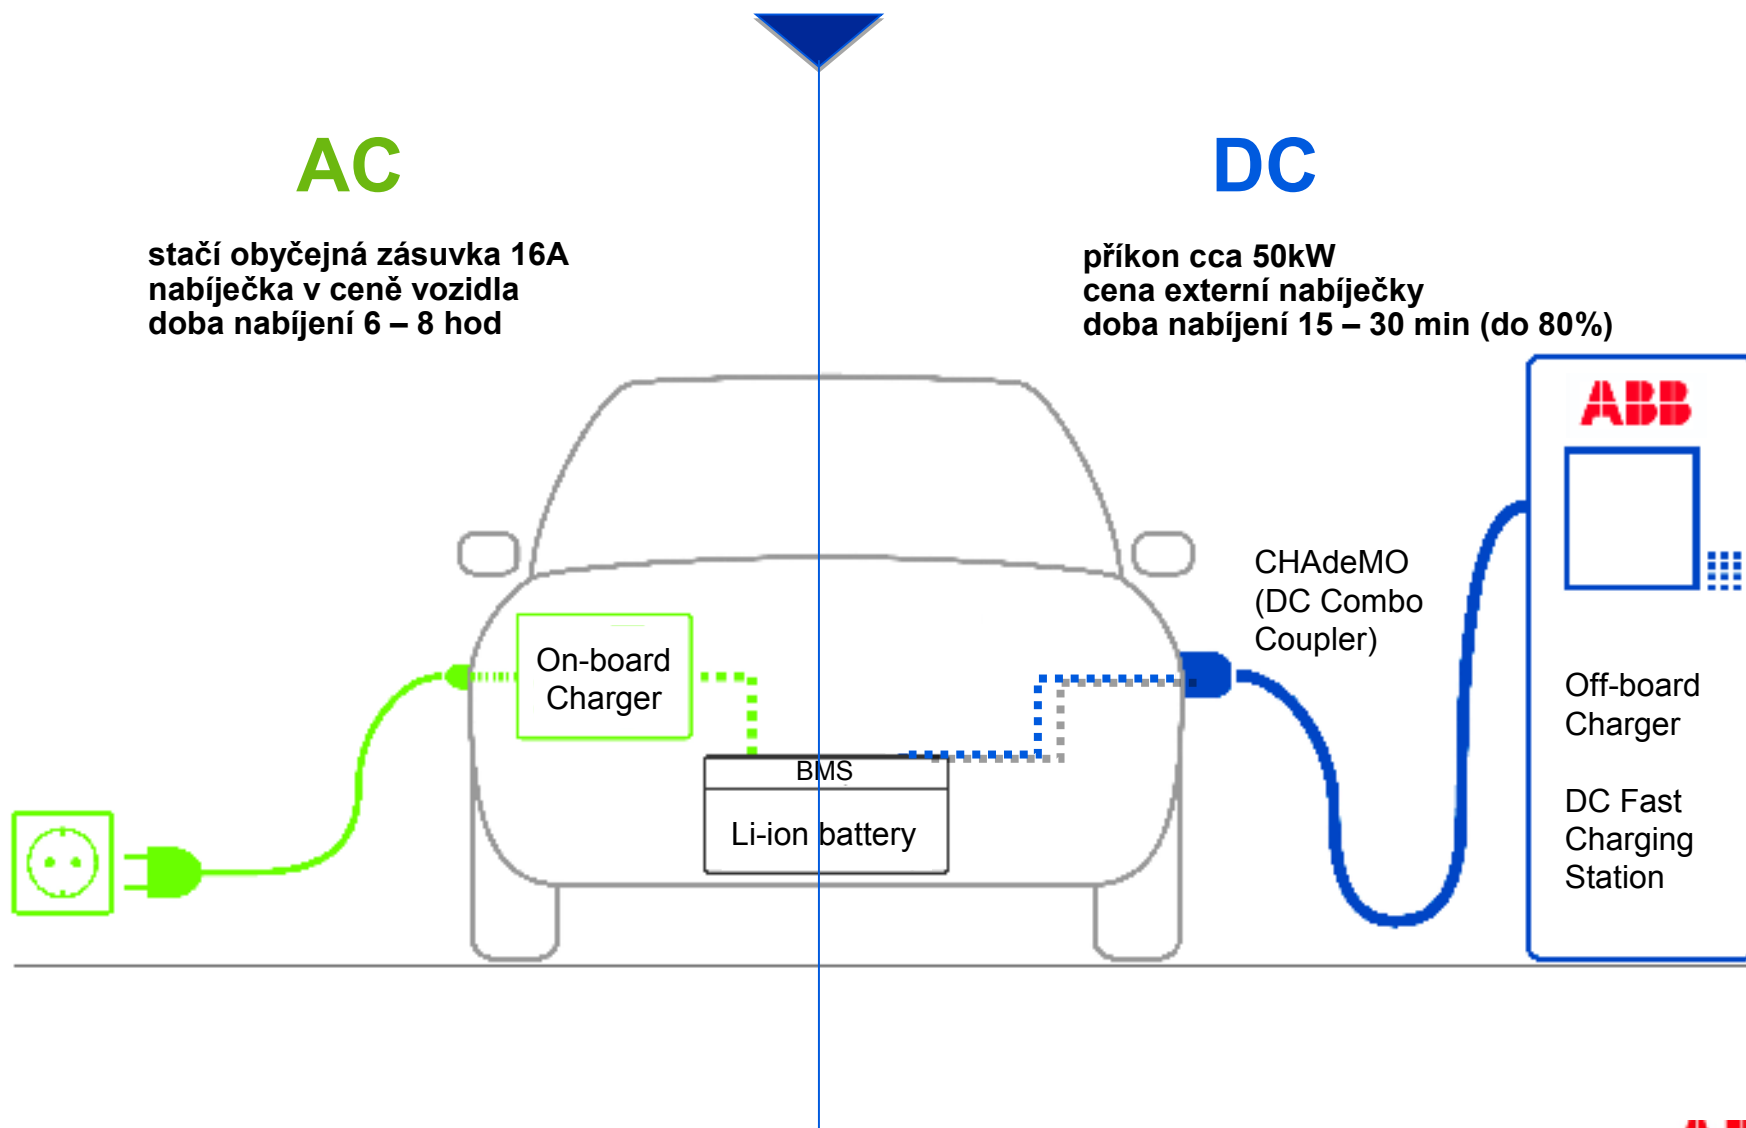 AC
stačí obyčejná zásuvka 16A
nabíječka v ceně vozidla
doba nabíjení 6 – 8 hod
DC
příkon cca 50kW
cena externí nabíječky
doba nabíjení 15 – 30 min (do 80%)
ABB
CHAdeMO
(DC Combo
Coupler)
On-board
Charger
BMS
Li-ion battery
Off-board
Charger
DC Fast
Charging
Station